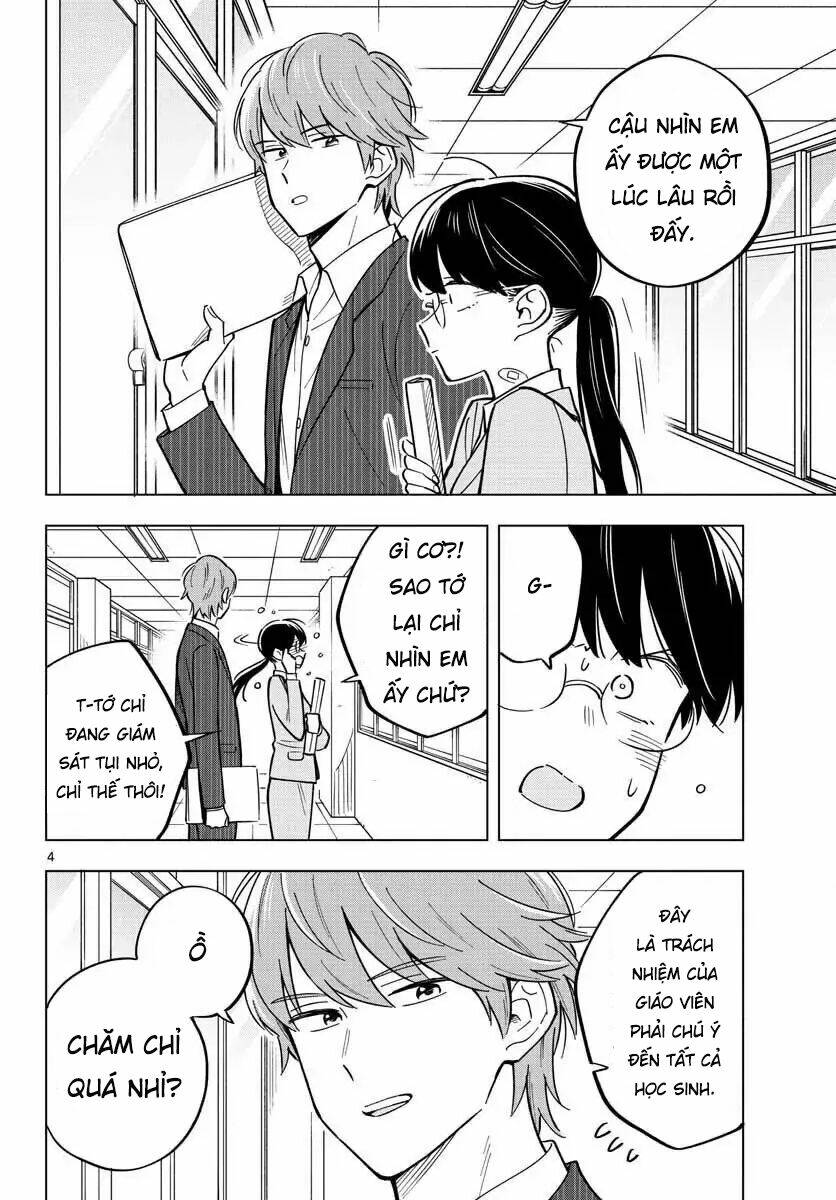 CẬU NHÌN EM
ẤY ĐƯỢC MỘT
LÚC LÂU RỒI
ĐẤY.
G-
GÌ CƠ?!
SAO TỚ
LẠI CHỈ
NHÌN EM
ẤY CHỨ?
T-TỚ CHỈ
ĐANG GIÁM
SÁT TỤI NHỎ,
CHỈ THẾ THÔI!
4
ĐÂY
LÀ TRÁCH
NHIỆM CỦA
GIÁO VIÊN
PHẢI CHÚ Ý
ĐẾN TẤT CẢ
HỌC SINH.
Ồ
CHĂM CHỈ
QUÁ NHỈ?